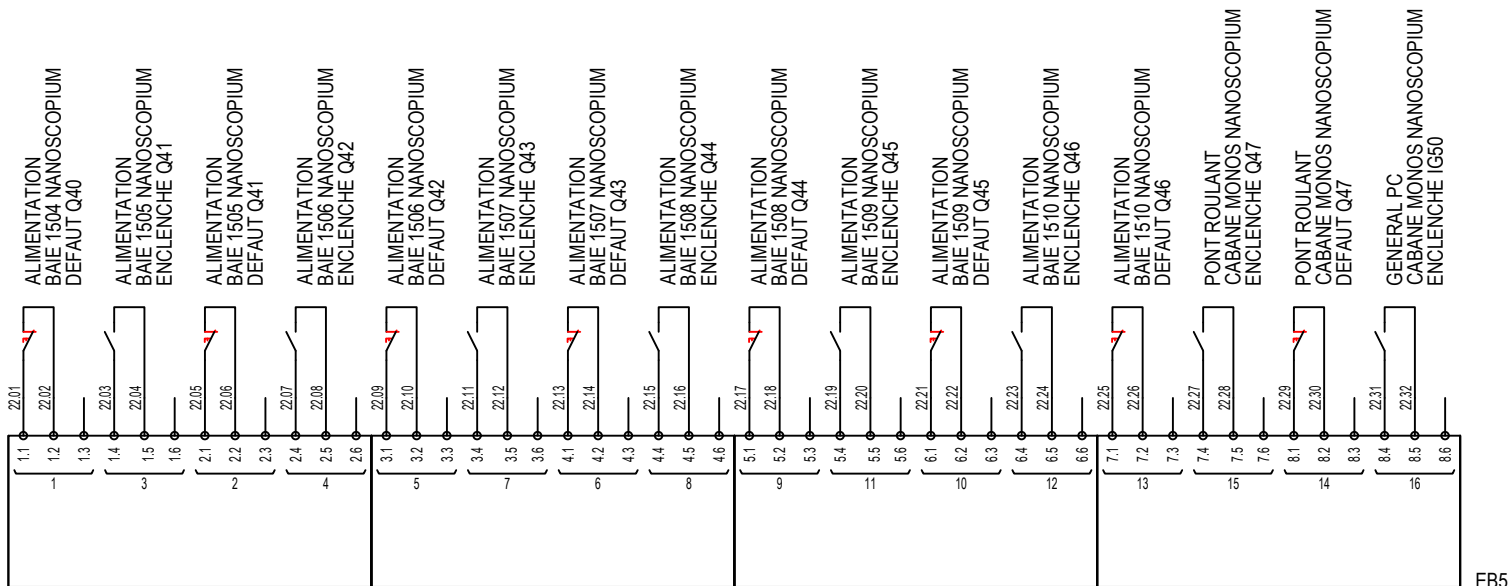 ALIMENTATION
BAIE 1504 NANOSCOPIUM
DEFAUT Q40
ALIMENTATION
BAIE 1505 NANOSCOPIUM
ENCLENCHE Q41
ALIMENTATION
BAIE 1505 NANOSCOPIUM
DEFAUT Q41
ALIMENTATION
BAIE 1506 NANOSCOPIUM
ENCLENCHE Q42
ALIMENTATION
BAIE 1506 NANOSCOPIUM
DEFAUT Q42
ALIMENTATION
BAIE 1507 NANOSCOPIUM
ENCLENCHE Q43
ALIMENTATION
BAIE 1507 NANOSCOPIUM
DEFAUT Q43
ALIMENTATION
BAIE 1508 NANOSCOPIUM
ENCLENCHE Q44
ALIMENTATION
BAIE 1508 NANOSCOPIUM
DEFAUT Q44
ALIMENTATION
BAIE 1509 NANOSCOPIUM
ENCLENCHE Q45
ALIMENTATION
BAIE 1509 NANOSCOPIUM
DEFAUT Q45
ALIMENTATION
BAIE 1510 NANOSCOPIUM
ENCLENCHE Q46
ALIMENTATION
BAIE 1510 NANOSCOPIUM
DEFAUT Q46
PONT ROULANT
CABANE MONOS NANOSCOPIUM
ENCLENCHE Q47
PONT ROULANT
CABANE MONOS NANOSCOPIUM
DEFAUT Q47
GENERAL PC
CABANE MONOS NANOSCOPIUM
ENCLENCHE IG50
22.01 22.02 22.03 22.04 22.05 22.06 22.07 22.08 22.09 22.10 22.11 22.12 22.13 22.14 22.15 22.16 22.17 22.18 22.19 22.20 22.21 22.22 22.23 22.24 22.25 22.26 22.27 22.28 22.29 22.30 22.31 22.32
1.1 1.2 1.3 1.4 1.5 1.6 2.1 2.2 2.3 2.4 2.5 2.6 3.1 3.2 3.3 3.4 3.5 3.6 4.1 4.2 4.3 4.4 4.5 4.6 5.1 5.2 5.3 5.4 5.5 5.6 6.1 6.2 6.3 6.4 6.5 6.6 7.1 7.2 7.3 7.4 7.5 7.6 8.1 8.2 8.3 8.4 8.5 8.6
1 3 2 4 5 7 6 8 9 11 10 12 13 15 14 16
EB5